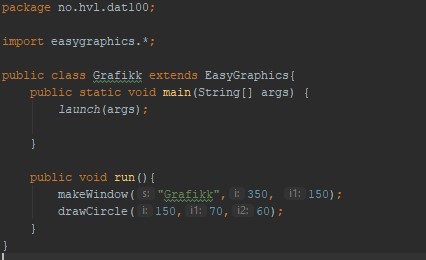 package no.hvl.dat100;
import easygraphics.*;
public class Grafikk extends EasyGraphics{
public static void main(String[] args) {
launch(args);
}
public void run(){
makeWindow( s: "Grafikk", i: 350, i1: 150);
drawCircle( i: 150, i1: 70, i2: 60);
}
}